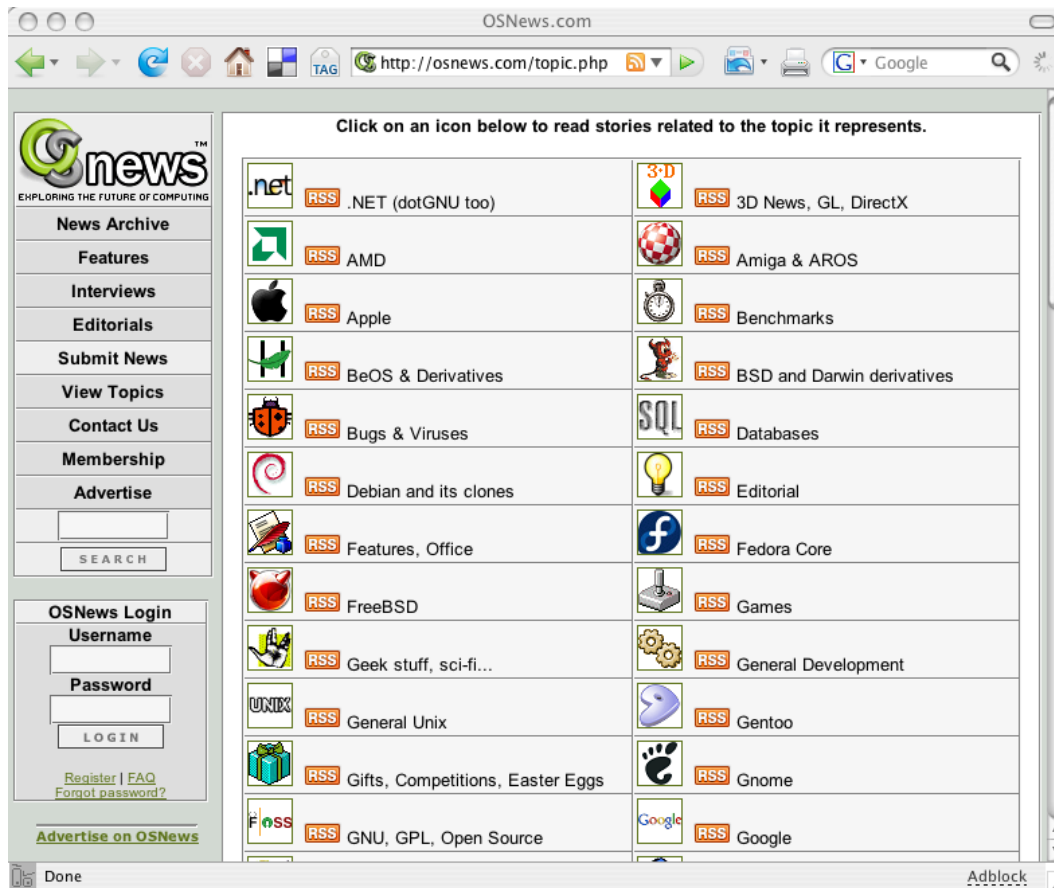 OSNews.com
TAG
http://osnews.com/topic.php
G Google
OSnews™
EXPLORING THE FUTURE OF COMPUTING
News Archive
Features
Interviews
Editorials
Submit News
View Topics
Contact Us
Membership
Advertise
SEARCH
OSNews Login
Username
Password
LOGIN
Register | FAQ
Forgot password?
Advertise on OSNews
Click on an icon below to read stories related to the topic it represents.
.net RSS .NET (dotGNU too)
3·D RSS 3D News, GL, DirectX
RSS AMD
RSS Amiga & AROS
RSS Apple
RSS Benchmarks
RSS BeOS & Derivatives
RSS BSD and Darwin derivatives
RSS Bugs & Viruses
SQL RSS Databases
RSS Debian and its clones
RSS Editorial
RSS Features, Office
RSS Fedora Core
RSS FreeBSD
RSS Games
RSS Geek stuff, sci-fi...
RSS General Development
UNIX RSS General Unix
RSS Gentoo
RSS Gifts, Competitions, Easter Eggs
RSS Gnome
FOSS RSS GNU, GPL, Open Source
Google RSS Google
Done
Adblock